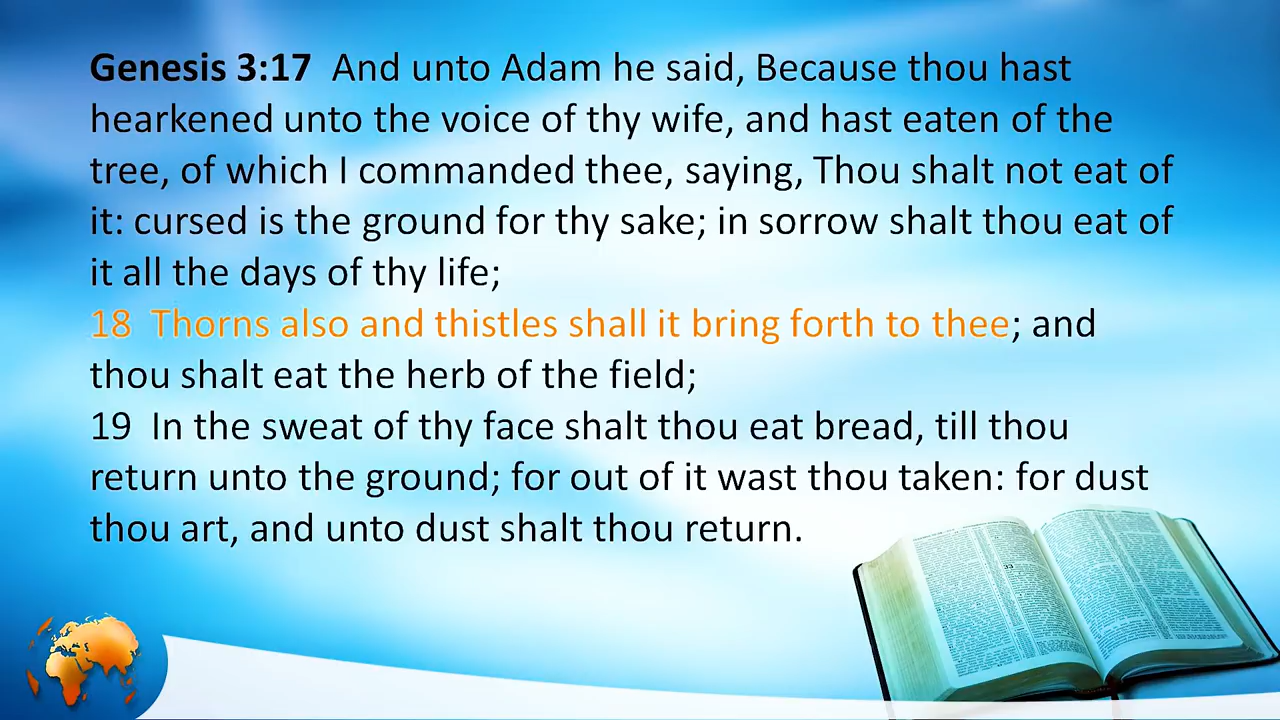 Genesis 3:17 And unto Adam he said, Because thou hast
hearkened unto the voice of thy wife, and hast eaten of the
tree, of which I commanded thee, saying, Thou shalt not eat of
it: cursed is the ground for thy sake; in sorrow shalt thou eat of
it all the days of thy life;
18 Thorns also and thistles shall it bring forth to thee; and
thou shalt eat the herb of the field;
19 In the sweat of thy face shalt thou eat bread, till thou
return unto the ground; for out of it wast thou taken: for dust
thou art, and unto dust shalt thou return.